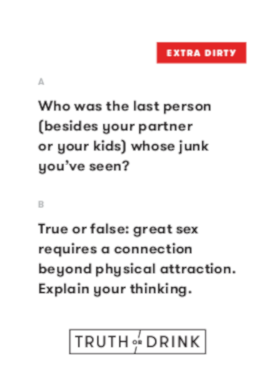 EXTRA DIRTY
A
Who was the last person
(besides your partner
or your kids) whose junk
you've seen?
B
True or false: great sex
requires a connection
beyond physical attraction.
Explain your thinking.
TRUTH OR DRINK